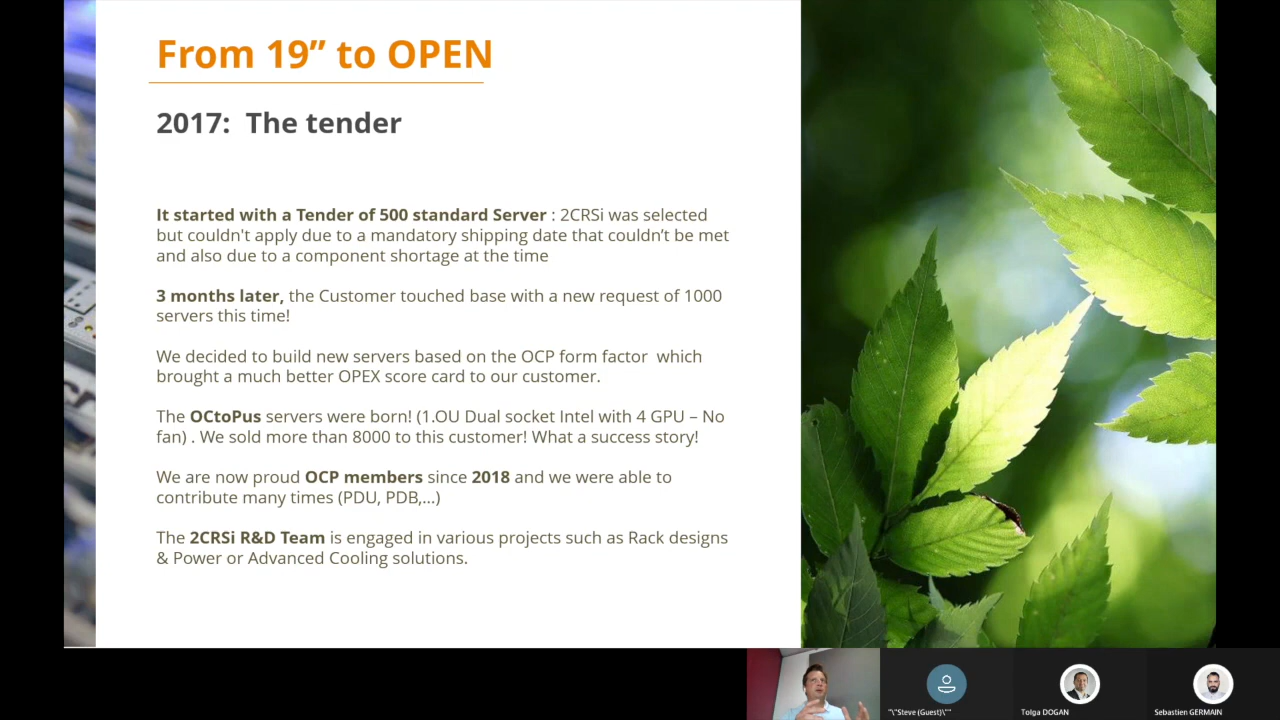 From 19” to OPEN
2017:  The tender
It started with a Tender of 500 standard Server : 2CRSi was selected
but couldn't apply due to a mandatory shipping date that couldn’t be met
and also due to a component shortage at the time
3 months later, the Customer touched base with a new request of 1000
servers this time!
We decided to build new servers based on the OCP form factor  which
brought a much better OPEX score card to our customer.
The OCtoPus servers were born! (1.OU Dual socket Intel with 4 GPU – No
fan) . We sold more than 8000 to this customer! What a success story!
We are now proud OCP members since 2018 and we were able to
contribute many times (PDU, PDB,...)
The 2CRSi R&D Team is engaged in various projects such as Rack designs
& Power or Advanced Cooling solutions.
"\"Steve (Guest)\""
Tolga DOGAN
Sebastien GERMAIN